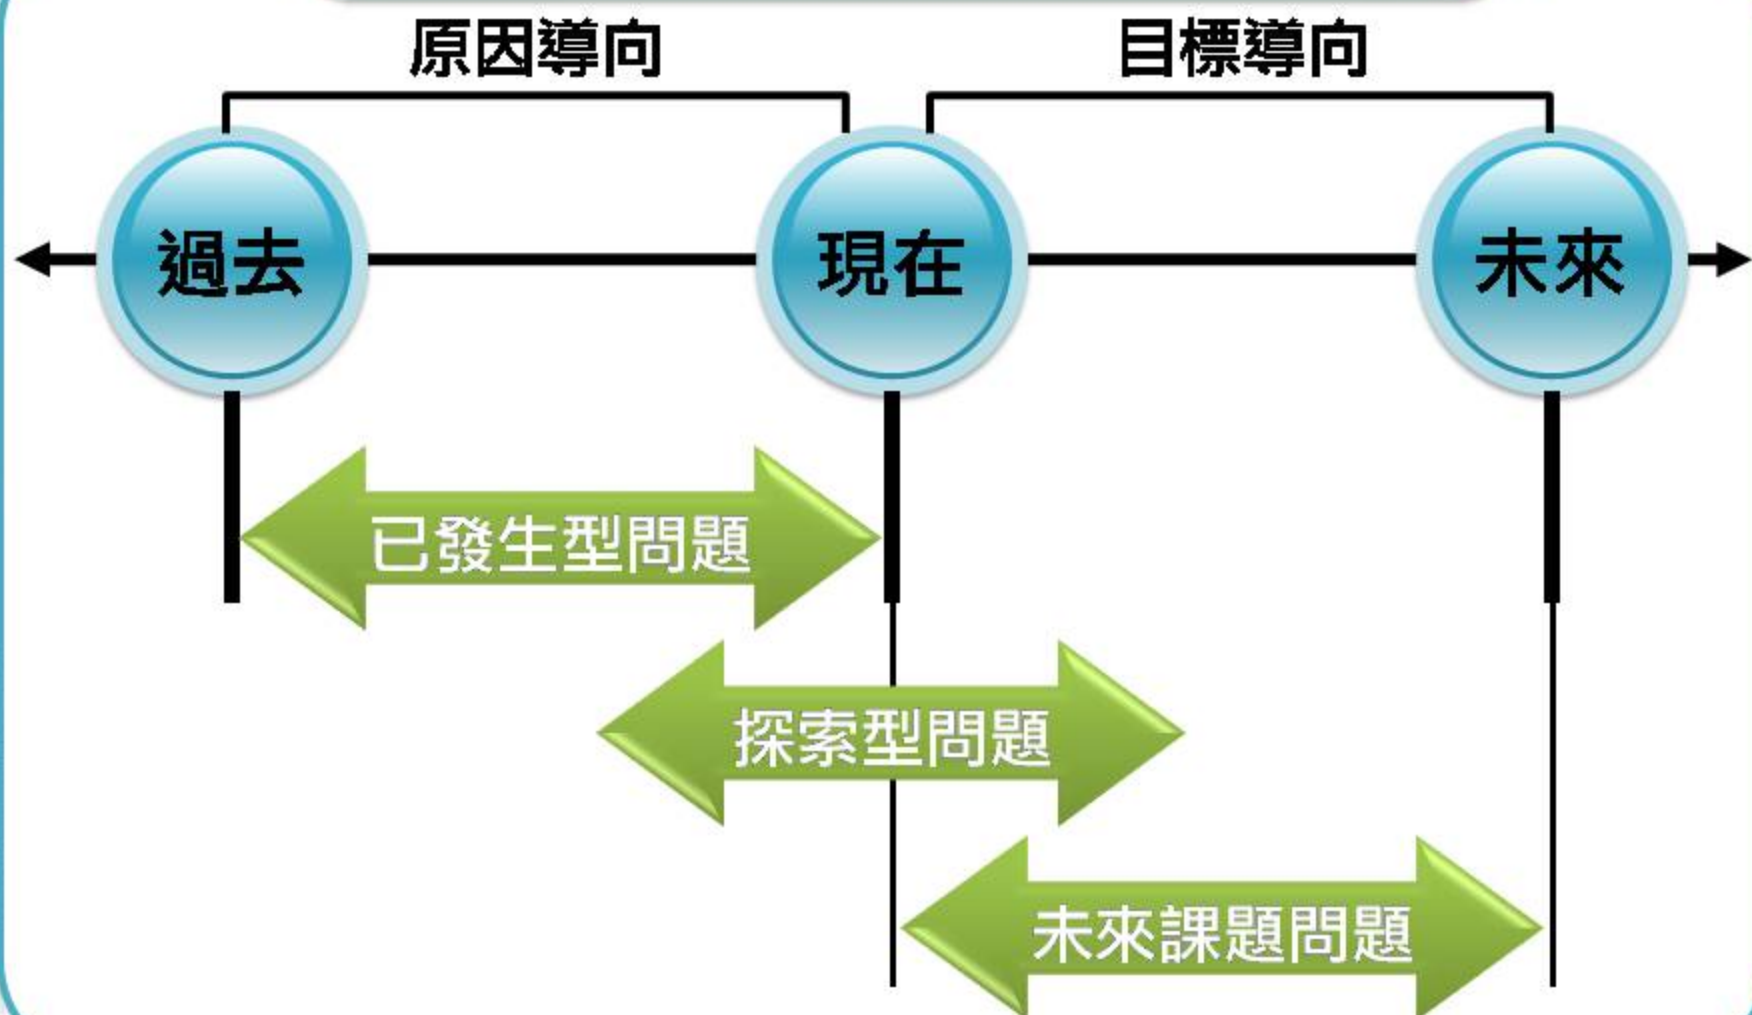 原因導向
目標導向
過去
現在
未來
已發生型問題
探索型問題
未來課題問題